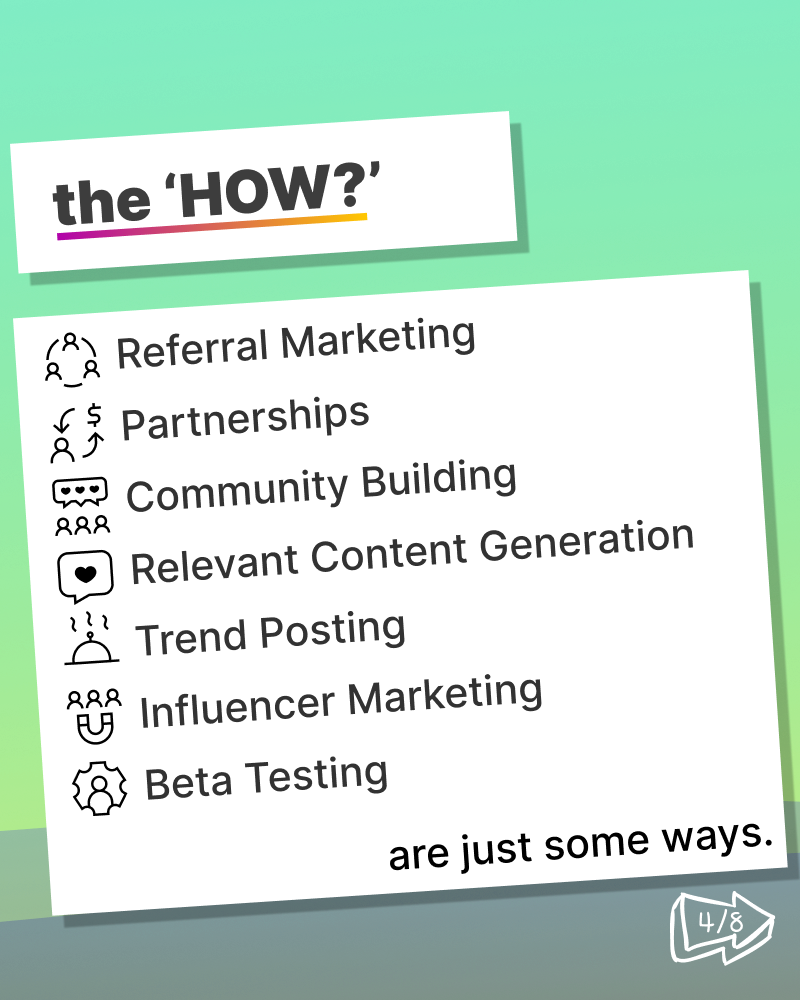 the ‘HOW?’
Referral Marketing
$
Partnerships
Community Building
Relevant Content Generation
Trend Posting
Influencer Marketing
Beta Testing
are just some ways.
4/8